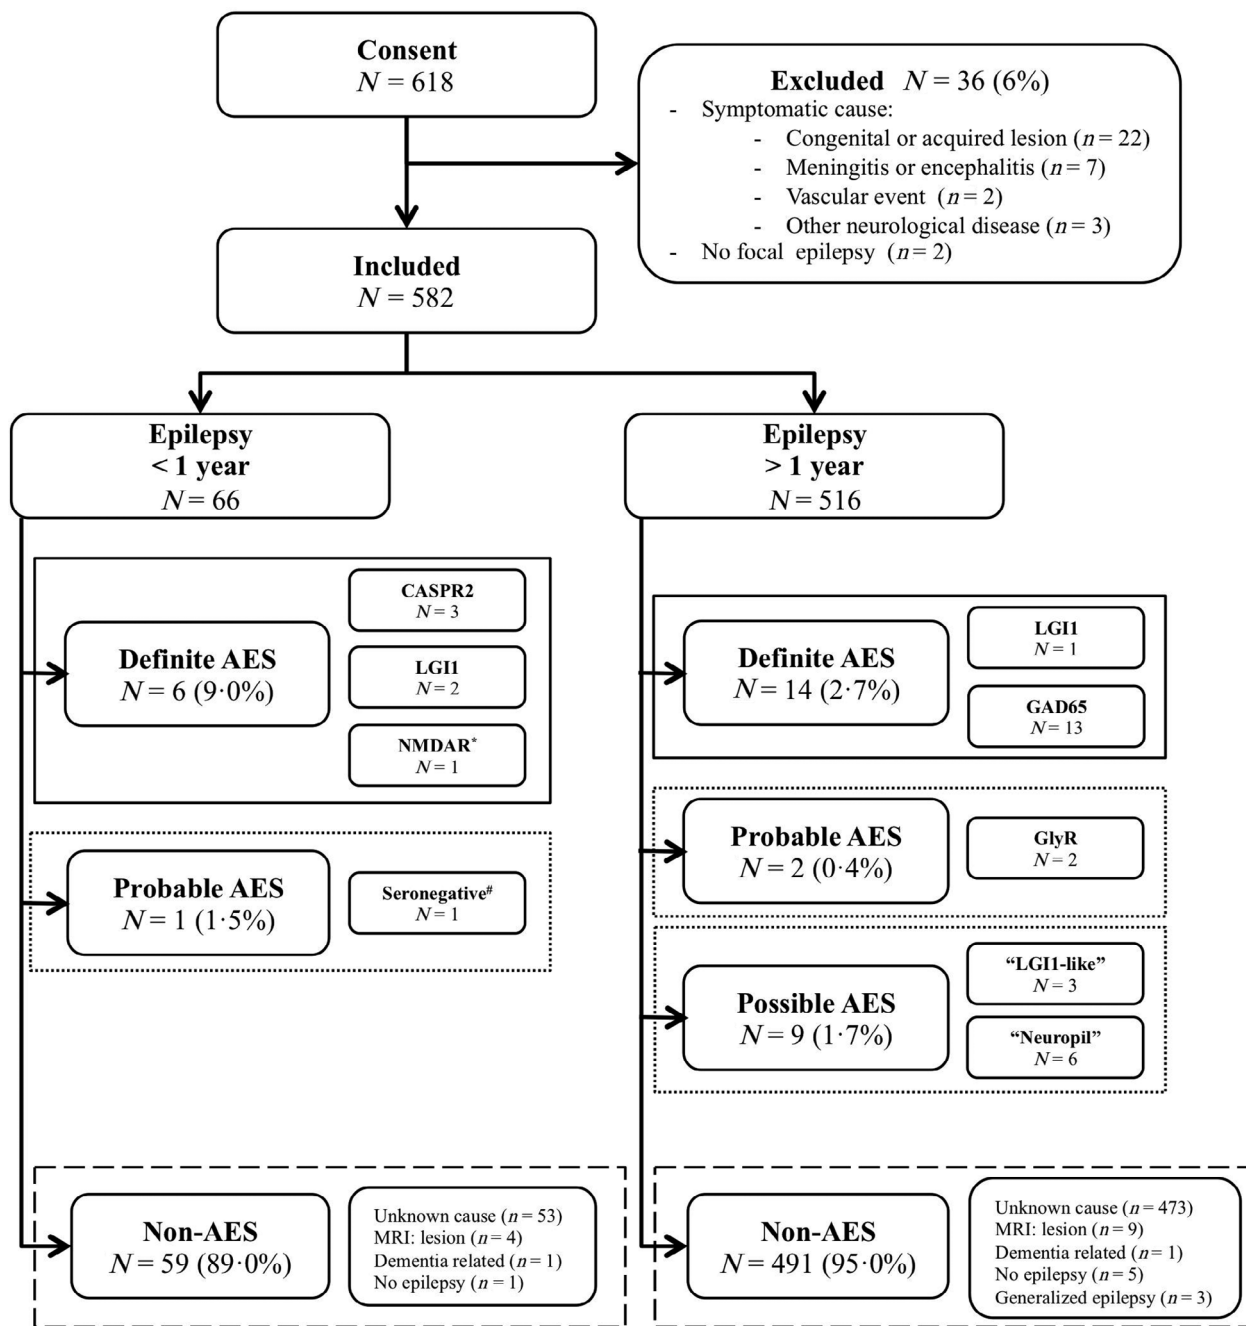 Consent
N = 618
Excluded N = 36 (6%)
- Symptomatic cause:
- Congenital or acquired lesion (n = 22)
- Meningitis or encephalitis (n = 7)
- Vascular event (n = 2)
- Other neurological disease (n = 3)
- No focal epilepsy (n = 2)
Included
N = 582
Epilepsy
< 1 year
N = 66
Epilepsy
> 1 year
N = 516
Definite AES
N = 6 (9·0%)
CASPR2
N = 3
LGI1
N = 2
NMDAR*
N = 1
Probable AES
N = 1 (1·5%)
Seronegative#
N = 1
Non-AES
N = 59 (89·0%)
Unknown cause (n = 53)
MRI: lesion (n = 4)
Dementia related (n = 1)
No epilepsy (n = 1)
Definite AES
N = 14 (2·7%)
LGI1
N = 1
GAD65
N = 13
Probable AES
N = 2 (0·4%)
GlyR
N = 2
Possible AES
N = 9 (1·7%)
“LGI1-like”
N = 3
“Neuropil”
N = 6
Non-AES
N = 491 (95·0%)
Unknown cause (n = 473)
MRI: lesion (n = 9)
Dementia related (n = 1)
No epilepsy (n = 5)
Generalized epilepsy (n = 3)